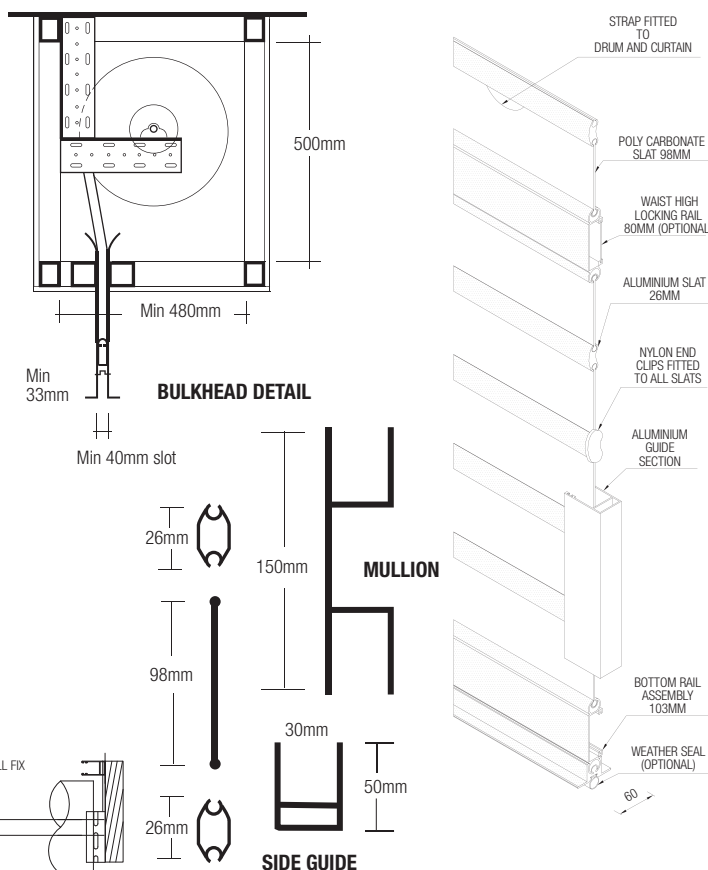 STRAP FITTED
TO
DRUM AND CURTAIN
500mm
POLY CARBONATE
SLAT 98MM
WAIST HIGH
LOCKING RAIL
80MM (OPTIONAL
Min 480mm
ALUMINIUM SLAT
26MM
Min
33mm
BULKHEAD DETAIL
NYLON END
CLIPS FITTED
TO ALL SLATS
Min 40mm slot
ALUMINIUM
GUIDE
SECTION
26mm
150mm
MULLION
98mm
BOTTOM RAIL
ASSEMBLY
103MM
30mm
WEATHER SEAL
(OPTIONAL)
LL FIX
50mm
60
26mm
SIDE GUIDE